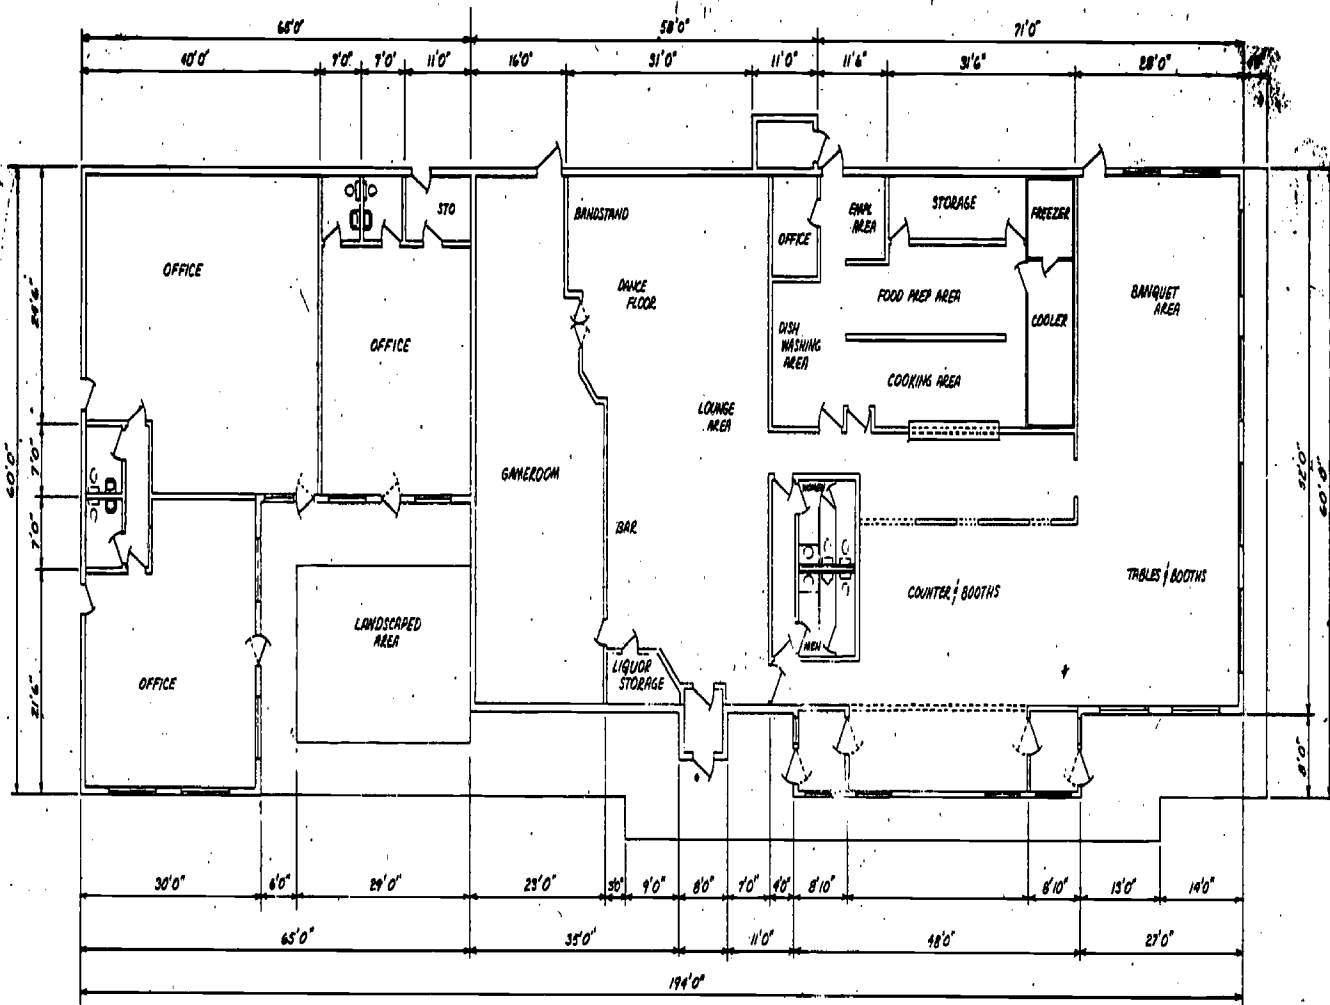 65'0"
58'0"
71'0"
40'0"
7'0"
7'0"
11'0"
16'0"
31'0"
11'0"
11'6"
31'6"
28'0"
STO
BANDSTAND
OFFICE
EMPL
AREA
STORAGE
FREEZER
OFFICE
DANCE
FLOOR
FOOD PREP AREA
BANQUET
AREA
24'6"
OFFICE
DISH
WASHING
AREA
COOLER
COOKING AREA
LOUNGE
AREA
60'0"
7'0"
GAMEROOM
52'0"
60'0"
WOMEN
7'0"
BAR
COUNTER & BOOTHS
TABLES & BOOTHS
LANDSCAPED
AREA
MEN
OFFICE
LIQUOR
STORAGE
21'6"
8'0"
30'0"
6'0"
29'0"
23'0"
3'0"
9'0"
8'0"
7'0"
4'0"
8'10"
8'10"
13'0"
14'0"
65'0"
35'0"
11'0"
48'0"
27'0"
194'0"